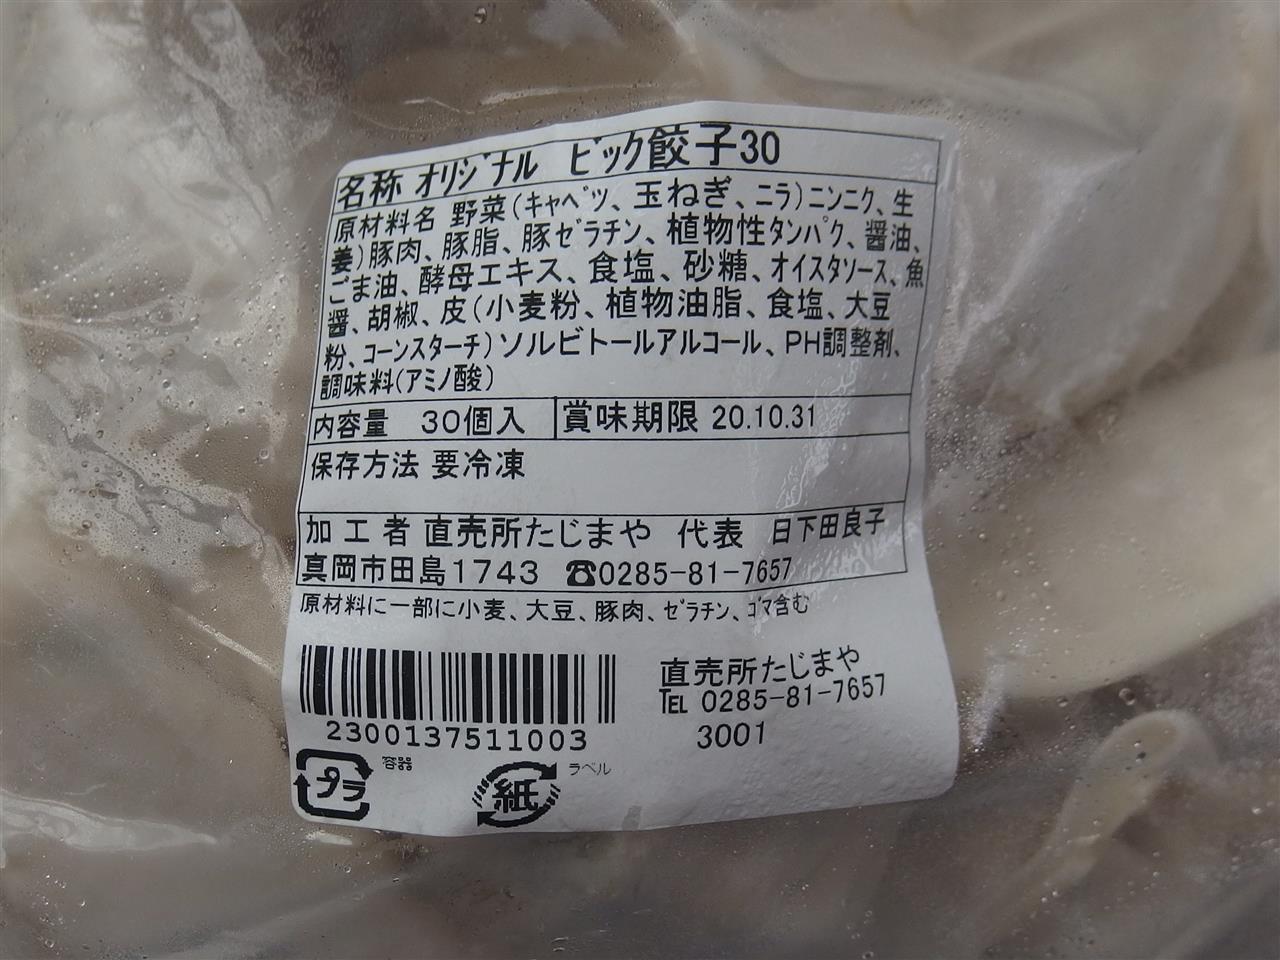 名称 オリジナル ビック餃子30
原材料名 野菜(キャベツ、玉ねぎ、ニラ)ニンニク、生
姜)豚肉、豚脂、豚ゼラチン、植物性タンパク、醤油、
ごま油、酵母エキス、食塩、砂糖、オイスタソース、魚
醤、胡椒、皮(小麦粉、植物油脂、食塩、大豆
粉、コーンスターチ)ソルビトールアルコール、PH調整剤、
調味料(アミノ酸)
内容量 30個入 賞味期限 20.10.31
保存方法 要冷凍
加工者 直売所たじまや 代表 日下田良子
真岡市田島1743 ☎0285-81-7657
原材料に一部に小麦、大豆、豚肉、ゼラチン、ゴマ含む
直売所たじまや
TEL 0285-81-7657
3001
2300137511003
プラ 容器 紙 ラベル